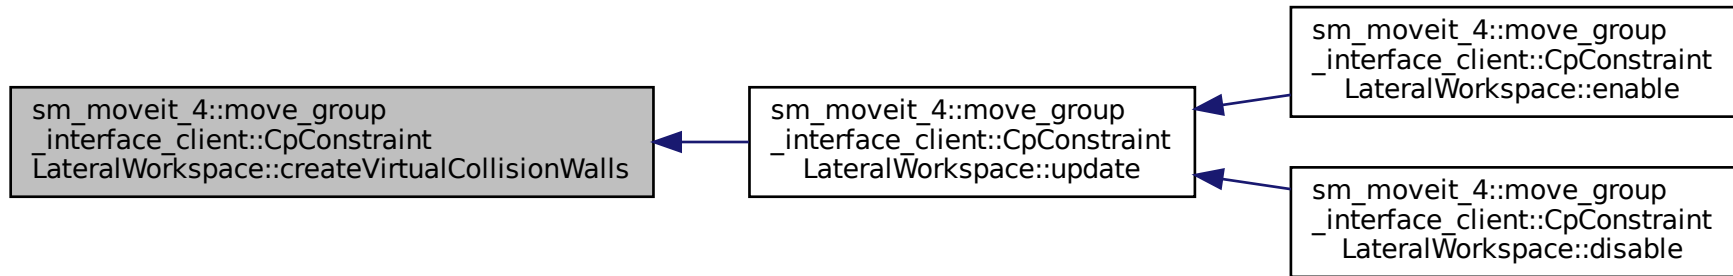 sm_moveit_4::move_group
_interface_client::CpConstraint
LateralWorkspace::createVirtualCollisionWalls
sm_moveit_4::move_group
_interface_client::CpConstraint
LateralWorkspace::update
sm_moveit_4::move_group
_interface_client::CpConstraint
LateralWorkspace::enable
sm_moveit_4::move_group
_interface_client::CpConstraint
LateralWorkspace::disable